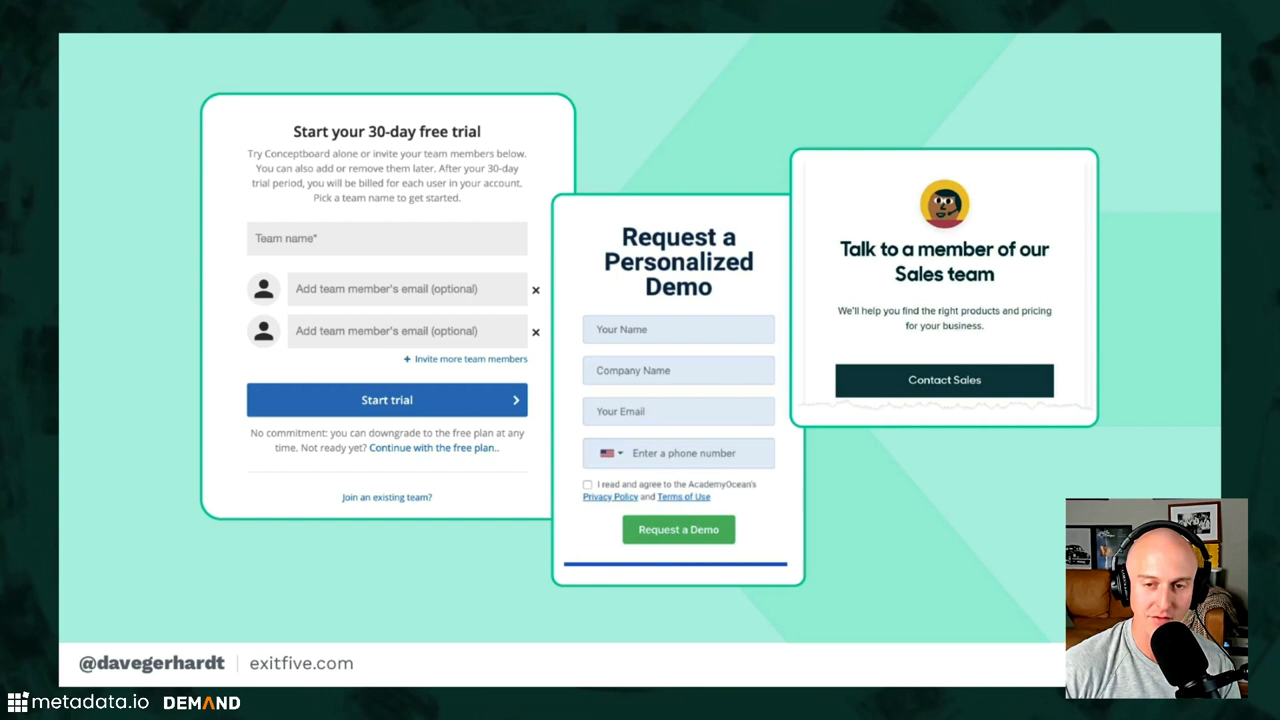 Start your 30-day free trial
Try Conceptboard alone or invite your team members below.
You can also add or remove them later. After your 30-day
trial period, you will be billed for each user in your account.
Pick a team name to get started.
Team name*
Add team member's email (optional)
Add team member's email (optional)
+ Invite more team members
Start trial
No commitment: you can downgrade to the free plan at any
time. Not ready yet? Continue with the free plan..
Join an existing team?
Request a
Personalized
Demo
Your Name
Company Name
Your Email
Enter a phone number
I read and agree to the AcademyOcean's
Privacy Policy and Terms of Use
Request a Demo
Talk to a member of our
Sales team
We'll help you find the right products and pricing
for your business.
Contact Sales
@davegerhardt | exitfive.com
metadata.io DEMAND